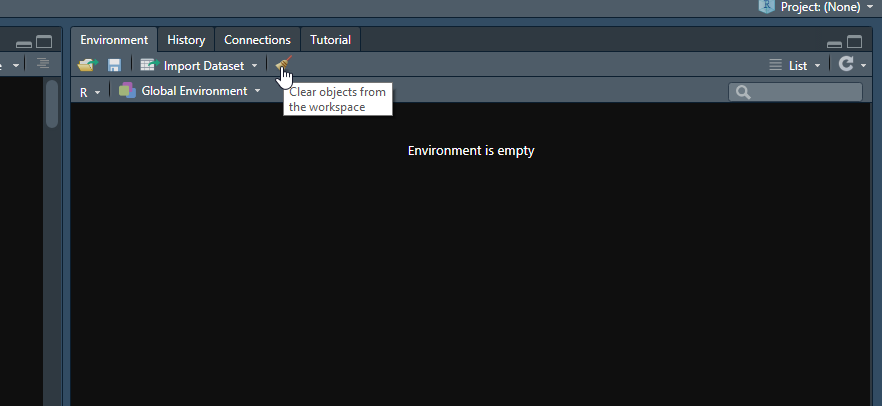 Project: (None)
Environment History Connections Tutorial
Import Dataset List
R Global Environment
Clear objects from
the workspace
Environment is empty